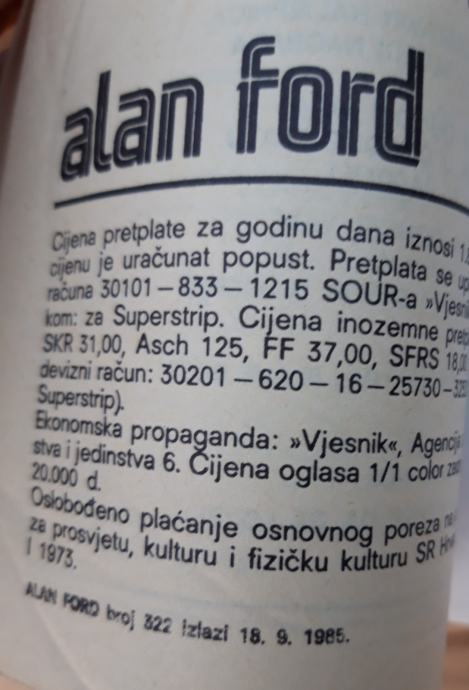 alan ford
Cijena pretplate za godinu dana iznosi
cijenu je uračunat popust. Pretplata se
računa 30101 – 833 – 1215 SOUR-a »Vjesn
kom: za Superstrip. Cijena inozemne
SKR 31,00, Asch 125, FF 37,00, SFRS 18,
devizni račun: 30201 – 620 – 16 – 25730 –
Superstrip).
Ekonomska propaganda: »Vjesnik«, Agencij
stva i jedinstva 6. Cijena oglasa 1/1 color
20.000 d.
Oslobođeno plaćanje osnovnog poreza na
za prosvjetu, kulturu i fizičku kulturu SR
I 1973.
ALAN FORD broj 322 izlazi 18. 9. 1985.